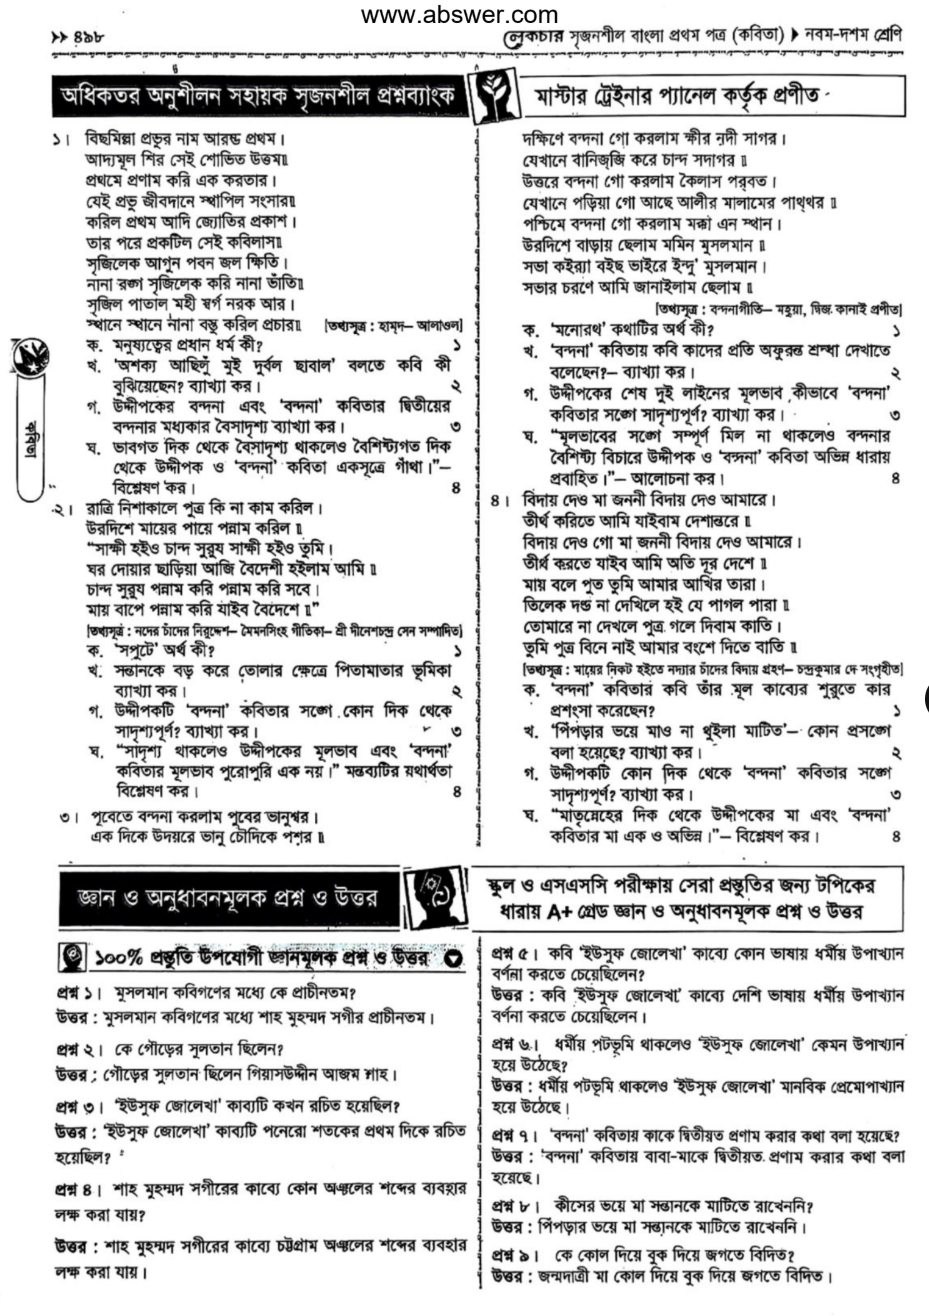 www.abswer.com
>> ৪৯৮
লেকচার সৃজনশীল বাংলা প্রথম পত্র (কবিতা) ▶ নবম-দশম শ্রেণি
অধিকতর অনুশীলন সহায়ক সৃজনশীল প্রশ্নব্যাংক
মাস্টার ট্রেইনার প্যানেল কর্তৃক প্রণীত
১। বিছমিল্লা প্রভুর নাম আরম্ভ প্রথম।
আদ্যমূল শির সেই শোভিত উত্তম॥
প্রথমে প্রণাম করি এক করতার।
যেই প্রভু জীবদানে স্থাপিল সংসার॥
করিল প্রথম আদি জ্যোতির প্রকাশ।
তার পরে প্রকটিল সেই কবিলাস॥
সৃজিলেক আগুন পবন জল ক্ষিতি।
নানা রঙ্গ সৃজিলেক করি নানা ভাঁতি॥
সৃজিল পাতাল মহী স্বর্গ নরক আর।
স্থানে স্থানে নানা বস্তু করিল প্রচার॥ [তথ্যসূত্র : হাম্‌দ– আলাওল]
ক. মনুষ্যত্বের প্রধান ধর্ম কী? ১
খ. ‘অশক্য আছিলুঁ মুই দুর্বল ছাবাল’ বলতে কবি কী
বুঝিয়েছেন? ব্যাখ্যা কর। ২
গ. উদ্দীপকের বন্দনা এবং ‘বন্দনা’ কবিতার দ্বিতীয়ের
বন্দনার মধ্যকার বৈসাদৃশ্য ব্যাখ্যা কর। ৩
ঘ. ভাবগত দিক থেকে বৈসাদৃশ্য থাকলেও বৈশিষ্ট্যগত দিক
থেকে উদ্দীপক ও ‘বন্দনা’ কবিতা একসূত্রে গাঁথা।”–
বিশ্লেষণ কর। ৪
২। রাত্রি নিশাকালে পুত্র কি না কাম করিল।
উরদিশে মায়ের পায়ে পন্নাম করিল॥
“সাক্ষী হইও চান্দ সুরুয সাক্ষী হইও তুমি।
ঘর দোয়ার ছাড়িয়া আজি বৈদেশী হইলাম আমি॥
চান্দ সুরুয পন্নাম করি পন্নাম করি সবে।
মায় বাপে পন্নাম করি যাইব বৈদেশে॥”
[তথ্যসূত্র : নদের চাঁদের নিরুদ্দেশ– মৈমনসিংহ গীতিকা– শ্রী দীনেশচন্দ্র সেন সম্পাদিত]
ক. ‘সপুটে’ অর্থ কী? ১
খ. সন্তানকে বড় করে তোলার ক্ষেত্রে পিতামাতার ভূমিকা
ব্যাখ্যা কর। ২
গ. উদ্দীপকটি ‘বন্দনা’ কবিতার সঙ্গে কোন দিক থেকে
সাদৃশ্যপূর্ণ? ব্যাখ্যা কর। ৩
ঘ. “সাদৃশ্য থাকলেও উদ্দীপকের মূলভাব এবং ‘বন্দনা’
কবিতার মূলভাব পুরোপুরি এক নয়।” মন্তব্যটির যথার্থতা
বিশ্লেষণ কর। ৪
৩। পূবেতে বন্দনা করলাম পুবের ভানুশ্বর।
এক দিকে উদয়রে ভানু চৌদিকে পশর॥
কবিতা
দক্ষিণে বন্দনা গো করলাম ক্ষীর নদী সাগর।
যেখানে বানিজ্জি করে চান্দ সদাগর॥
উত্তরে বন্দনা গো করলাম কৈলাস পরবত।
যেখানে পড়িয়া গো আছে আলীর মালামের পাথ্থর॥
পশ্চিমে বন্দনা গো করলাম মক্কা এন স্থান।
উরদিশে বাড়ায় ছেলাম মমিন মুসলমান॥
সভা কইর‍্যা বইছ ভাইরে ইন্দু মুসলমান।
সভার চরণে আমি জানাইলাম ছেলাম॥
[তথ্যসূত্র : বন্দনাগীতি– মহুয়া, দ্বিজ কানাই প্রণীত]
ক. ‘মনোরথ’ কথাটির অর্থ কী? ১
খ. ‘বন্দনা’ কবিতায় কবি কাদের প্রতি অফুরন্ত শ্রদ্ধা দেখাতে
বলেছেন?– ব্যাখ্যা কর। ২
গ. উদ্দীপকের শেষ দুই লাইনের মূলভাব কীভাবে ‘বন্দনা’
কবিতার সঙ্গে সাদৃশ্যপূর্ণ? ব্যাখ্যা কর। ৩
ঘ. “মূলভাবের সঙ্গে সম্পূর্ণ মিল না থাকলেও বন্দনার
বৈশিষ্ট্য বিচারে উদ্দীপক ও ‘বন্দনা’ কবিতা অভিন্ন ধারায়
প্রবাহিত।”– আলোচনা কর। ৪
৪। বিদায় দেও মা জননী বিদায় দেও আমারে।
তীর্থ করিতে আমি যাইবাম দেশান্তরে॥
বিদায় দেও গো মা জননী বিদায় দেও আমারে।
তীর্থ করতে যাইব আমি অতি দূর দেশে॥
মায় বলে পুত তুমি আমার আখির তারা।
তিলেক দণ্ড না দেখিলে হই যে পাগল পারা॥
তোমারে না দেখলে পুত্র গলে দিবাম কাতি।
তুমি পুত্র বিনে নাই আমার বংশে দিতে বাতি॥
[তথ্যসূত্র : মায়ের নিকট হইতে নদ্যার চাঁদের বিদায় গ্রহণ– চন্দ্রকুমার দে সংগৃহীত]
ক. ‘বন্দনা’ কবিতার কবি তাঁর মূল কাব্যের শুরুতে কার
প্রশংসা করেছেন? ১
খ. ‘পিঁপড়ার ভয়ে মাও না থুইলা মাটিত’– কোন প্রসঙ্গে
বলা হয়েছে? ব্যাখ্যা কর। ২
গ. উদ্দীপকটি কোন দিক থেকে ‘বন্দনা’ কবিতার সঙ্গে
সাদৃশ্যপূর্ণ? ব্যাখ্যা কর। ৩
ঘ. “মাতৃস্নেহের দিক থেকে উদ্দীপকের মা এবং ‘বন্দনা’
কবিতার মা এক ও অভিন্ন।”– বিশ্লেষণ কর। ৪
জ্ঞান ও অনুধাবনমূলক প্রশ্ন ও উত্তর
স্কুল ও এসএসসি পরীক্ষায় সেরা প্রস্তুতির জন্য টপিকের
ধারায় A+ গ্রেড জ্ঞান ও অনুধাবনমূলক প্রশ্ন ও উত্তর
১০০% প্রস্তুতি উপযোগী জ্ঞানমূলক প্রশ্ন ও উত্তর
প্রশ্ন ১। মুসলমান কবিগণের মধ্যে কে প্রাচীনতম?
উত্তর : মুসলমান কবিগণের মধ্যে শাহ মুহম্মদ সগীর প্রাচীনতম।
প্রশ্ন ২। কে গৌড়ের সুলতান ছিলেন?
উত্তর : গৌড়ের সুলতান ছিলেন গিয়াসউদ্দীন আজম শাহ।
প্রশ্ন ৩। ‘ইউসুফ জোলেখা’ কাব্যটি কখন রচিত হয়েছিল?
উত্তর : ‘ইউসুফ জোলেখা’ কাব্যটি পনেরো শতকের প্রথম দিকে রচিত
হয়েছিল?
প্রশ্ন ৪। শাহ মুহম্মদ সগীরের কাব্যে কোন অঞ্চলের শব্দের ব্যবহার
লক্ষ করা যায়?
উত্তর : শাহ মুহম্মদ সগীরের কাব্যে চট্টগ্রাম অঞ্চলের শব্দের ব্যবহার
লক্ষ করা যায়।
প্রশ্ন ৫। কবি ‘ইউসুফ জোলেখা’ কাব্যে কোন ভাষায় ধর্মীয় উপাখ্যান
বর্ণনা করতে চেয়েছিলেন?
উত্তর : কবি ‘ইউসুফ জোলেখা’ কাব্যে দেশি ভাষায় ধর্মীয় উপাখ্যান
বর্ণনা করতে চেয়েছিলেন।
প্রশ্ন ৬। ধর্মীয় পটভূমি থাকলেও ‘ইউসুফ জোলেখা’ কেমন উপাখ্যান
হয়ে উঠেছে?
উত্তর : ধর্মীয় পটভূমি থাকলেও ‘ইউসুফ জোলেখা’ মানবিক প্রেমোপাখ্যান
হয়ে উঠেছে।
প্রশ্ন ৭। ‘বন্দনা’ কবিতায় কাকে দ্বিতীয়ত প্রণাম করার কথা বলা হয়েছে?
উত্তর : ‘বন্দনা’ কবিতায় বাবা-মাকে দ্বিতীয়ত প্রণাম করার কথা বলা
হয়েছে।
প্রশ্ন ৮। কীসের ভয়ে মা সন্তানকে মাটিতে রাখেননি?
উত্তর : পিঁপড়ার ভয়ে মা সন্তানকে মাটিতে রাখেননি।
প্রশ্ন ৯। কে কোল দিয়ে বুক দিয়ে জগতে বিদিত?
উত্তর : জন্মদাত্রী মা কোল দিয়ে বুক দিয়ে জগতে বিদিত।